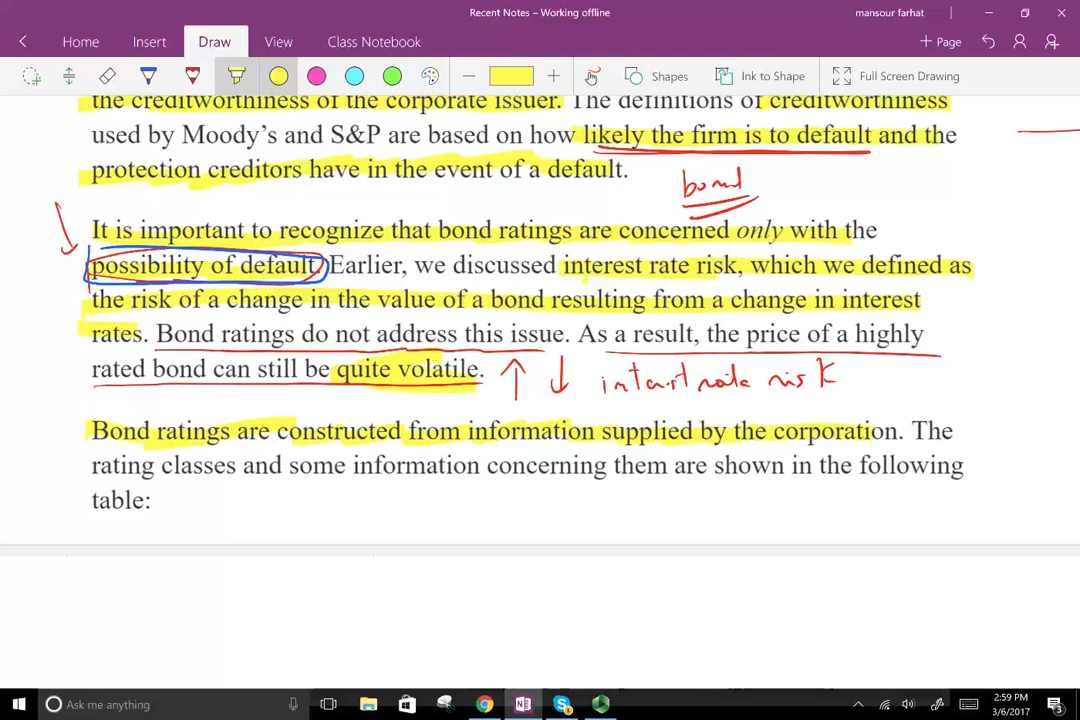 Recent Notes – Working offline
mansour farhat
Home
Insert
Draw
View
Class Notebook
Page
Shapes
Ink to Shape
Full Screen Drawing
the creditworthiness of the corporate issuer. The definitions of creditworthiness
used by Moody's and S&P are based on how likely the firm is to default and the
protection creditors have in the event of a default.
bond
It is important to recognize that bond ratings are concerned only with the
possibility of default. Earlier, we discussed interest rate risk, which we defined as
the risk of a change in the value of a bond resulting from a change in interest
rates. Bond ratings do not address this issue. As a result, the price of a highly
rated bond can still be quite volatile.
interest rate risk
Bond ratings are constructed from information supplied by the corporation. The
rating classes and some information concerning them are shown in the following
table:
Ask me anything
2:59 PM
3/6/2017
3